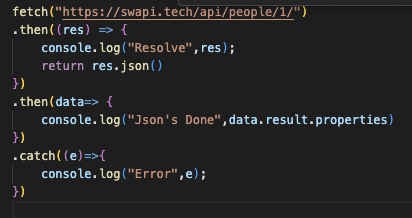 fetch("https://swapi.tech/api/people/1/")
.then((res) => {
    console.log("Resolve",res);
    return res.json()
})
.then(data=> {
    console.log("Json's Done",data.result.properties)
})
.catch((e)=>{
    console.log("Error",e);
})